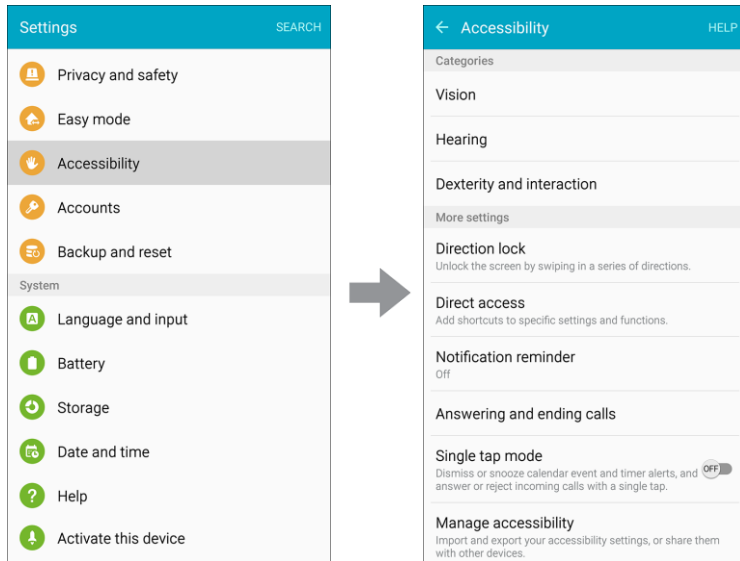 Settings
SEARCH
Privacy and safety
Easy mode
Accessibility
Accounts
Backup and reset
System
Language and input
Battery
Storage
Date and time
Help
Activate this device
Accessibility
HELP
Categories
Vision
Hearing
Dexterity and interaction
More settings
Direction lock
Unlock the screen by swiping in a series of directions.
Direct access
Add shortcuts to specific settings and functions.
Notification reminder
Off
Answering and ending calls
Single tap mode
Dismiss or snooze calendar event and timer alerts, and
answer or reject incoming calls with a single tap.
OFF
Manage accessibility
Import and export your accessibility settings, or share them
with other devices.